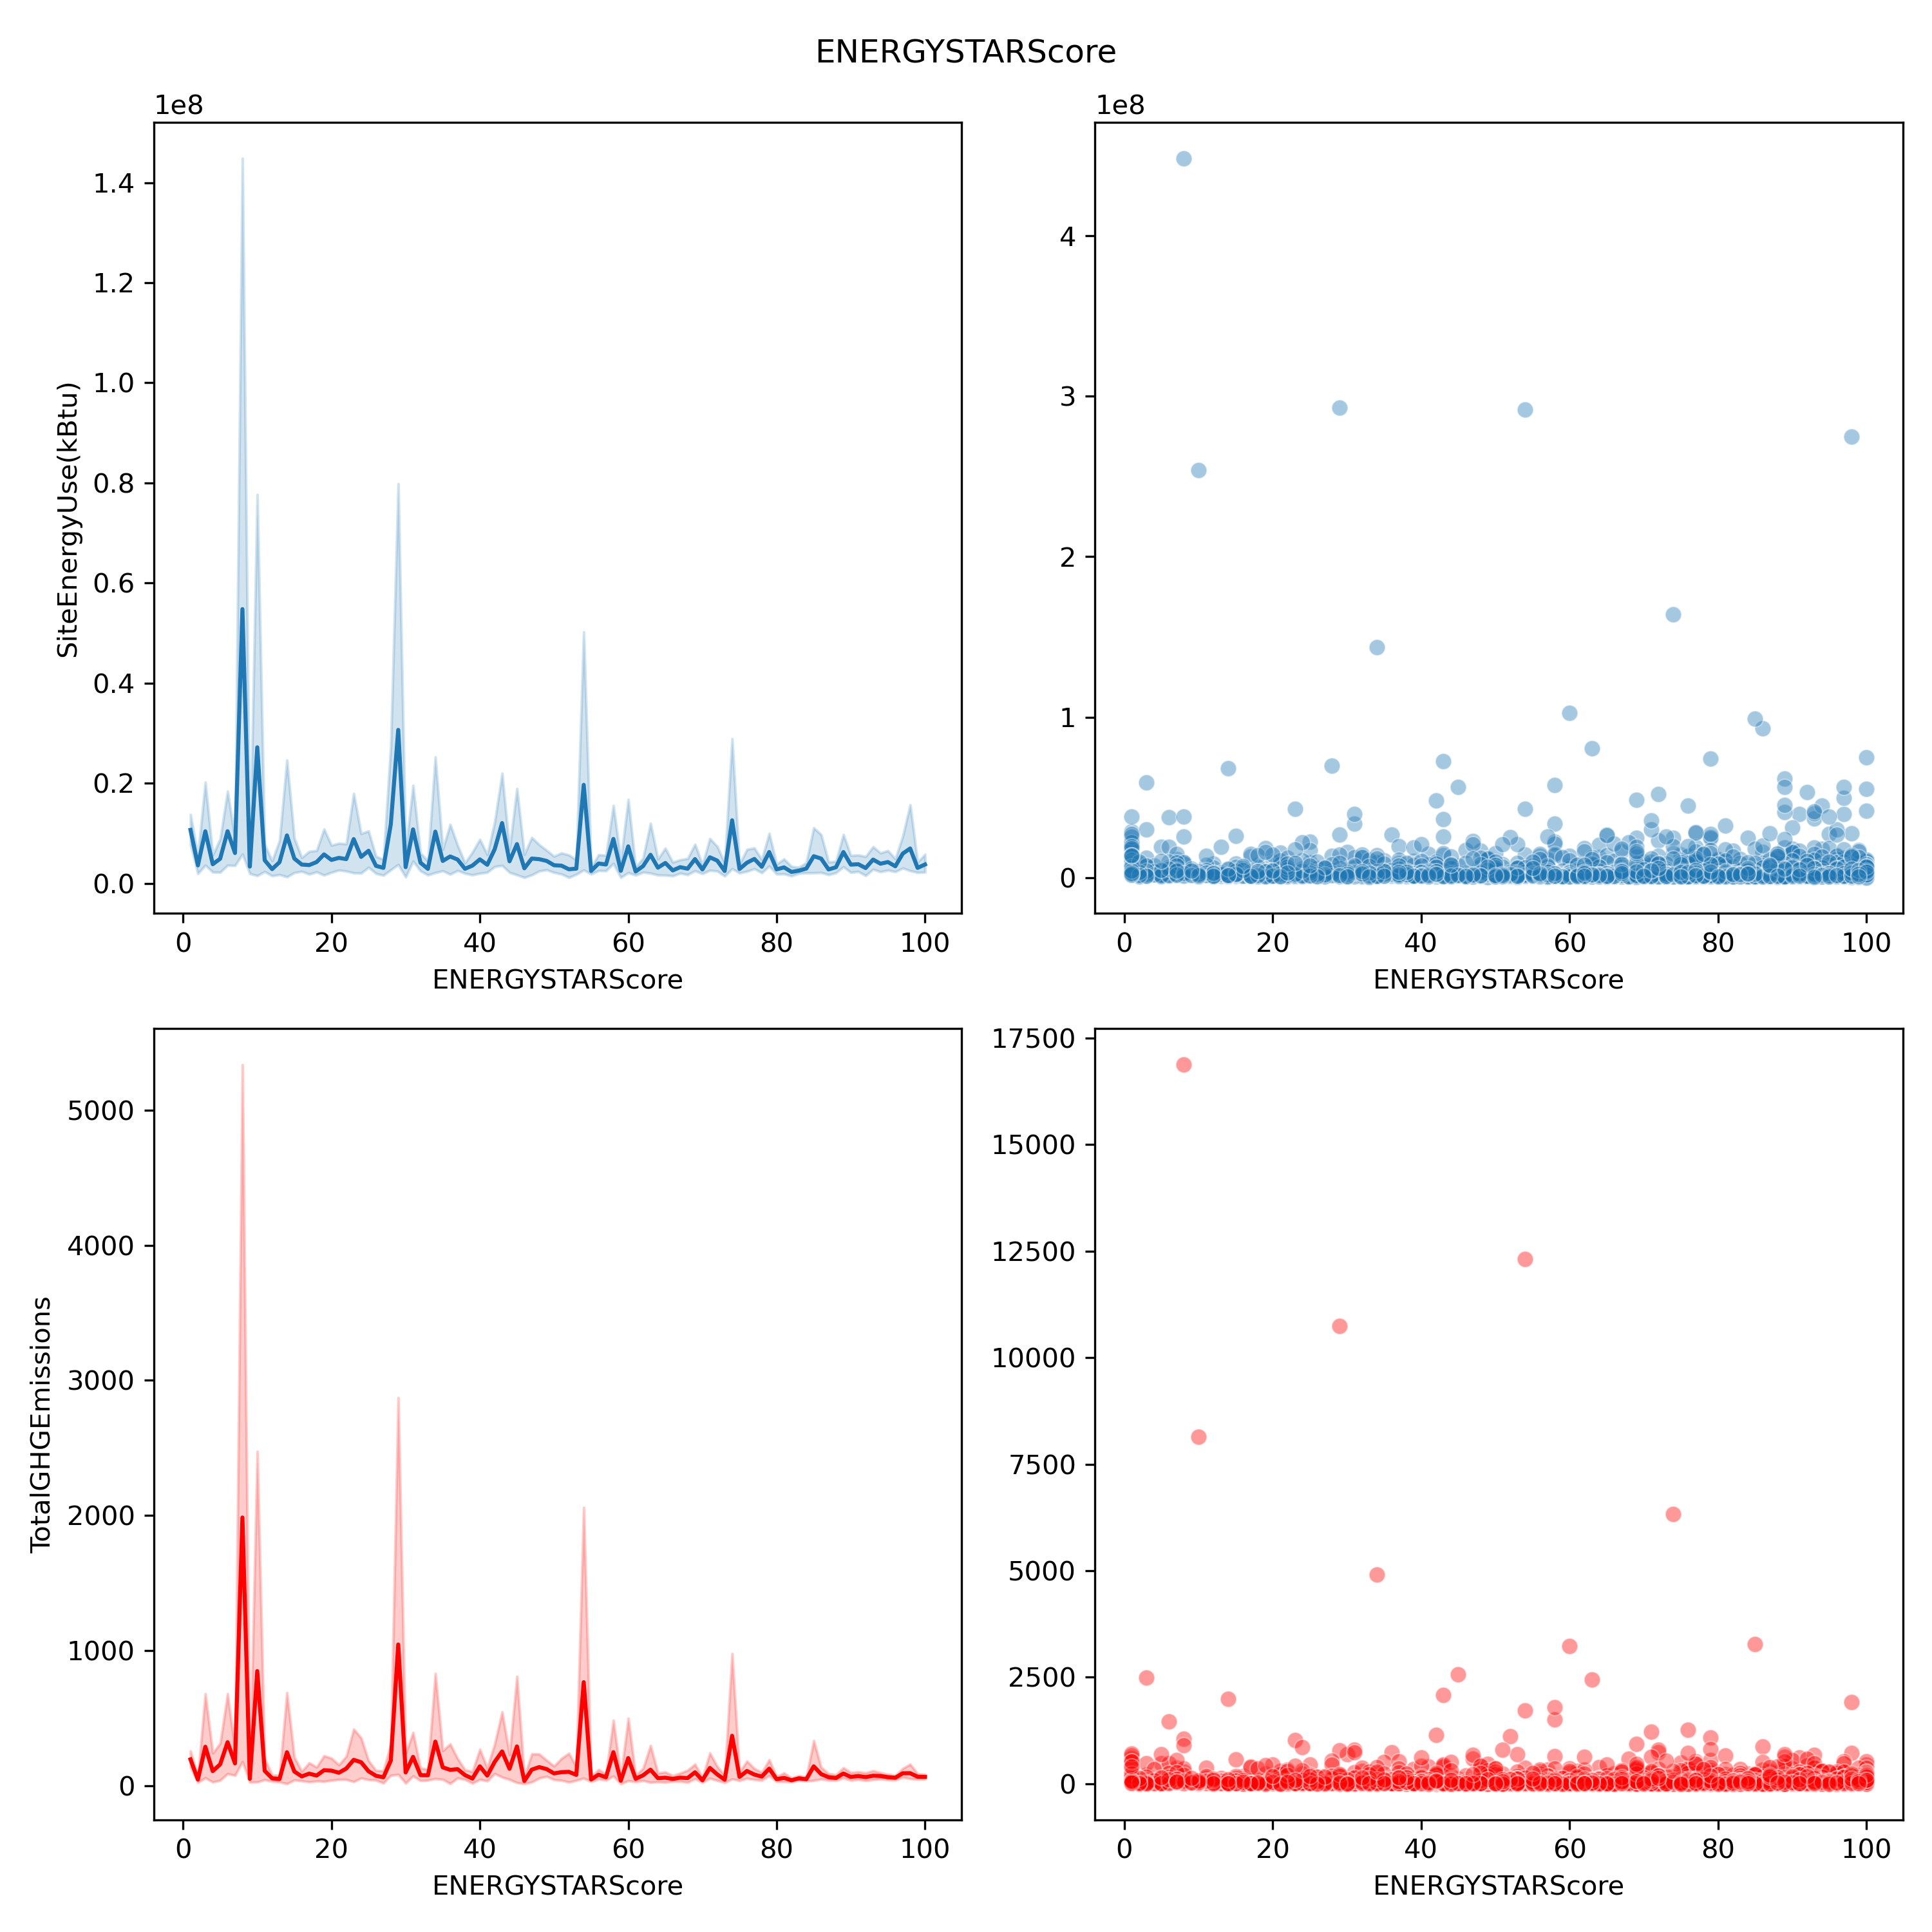 ENERGYSTARScore
1e8
1.4
1.2
1.0
0.8
0.6
0.4
0.2
0.0
SiteEnergyUse(kBtu)
0 20 40 60 80 100
ENERGYSTARScore
1e8
4
3
2
1
0
0 20 40 60 80 100
ENERGYSTARScore
5000
4000
3000
2000
1000
0
TotalGHGEmissions
0 20 40 60 80 100
ENERGYSTARScore
17500
15000
12500
10000
7500
5000
2500
0
0 20 40 60 80 100
ENERGYSTARScore